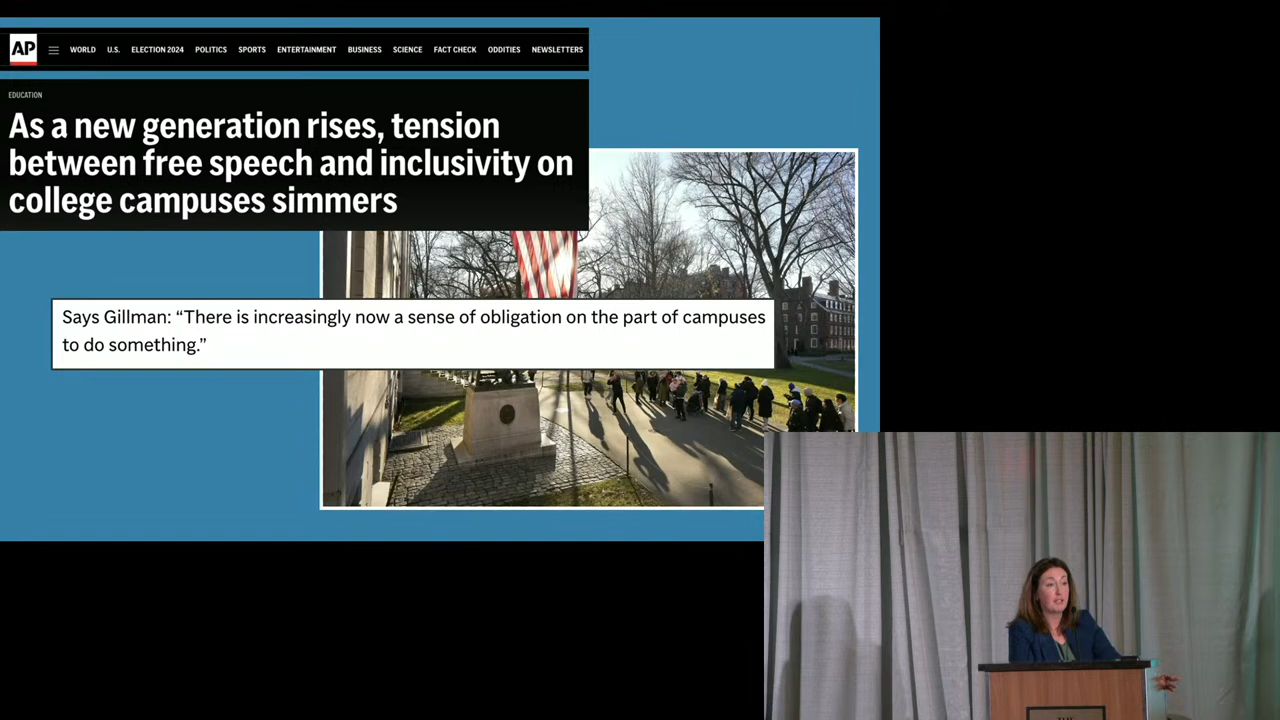 AP
WORLD U.S. ELECTION 2024 POLITICS SPORTS ENTERTAINMENT BUSINESS SCIENCE FACT CHECK ODDITIES NEWSLETTERS
EDUCATION
As a new generation rises, tension
between free speech and inclusivity on
college campuses simmers
Says Gillman: “There is increasingly now a sense of obligation on the part of campuses
to do something.”
THE